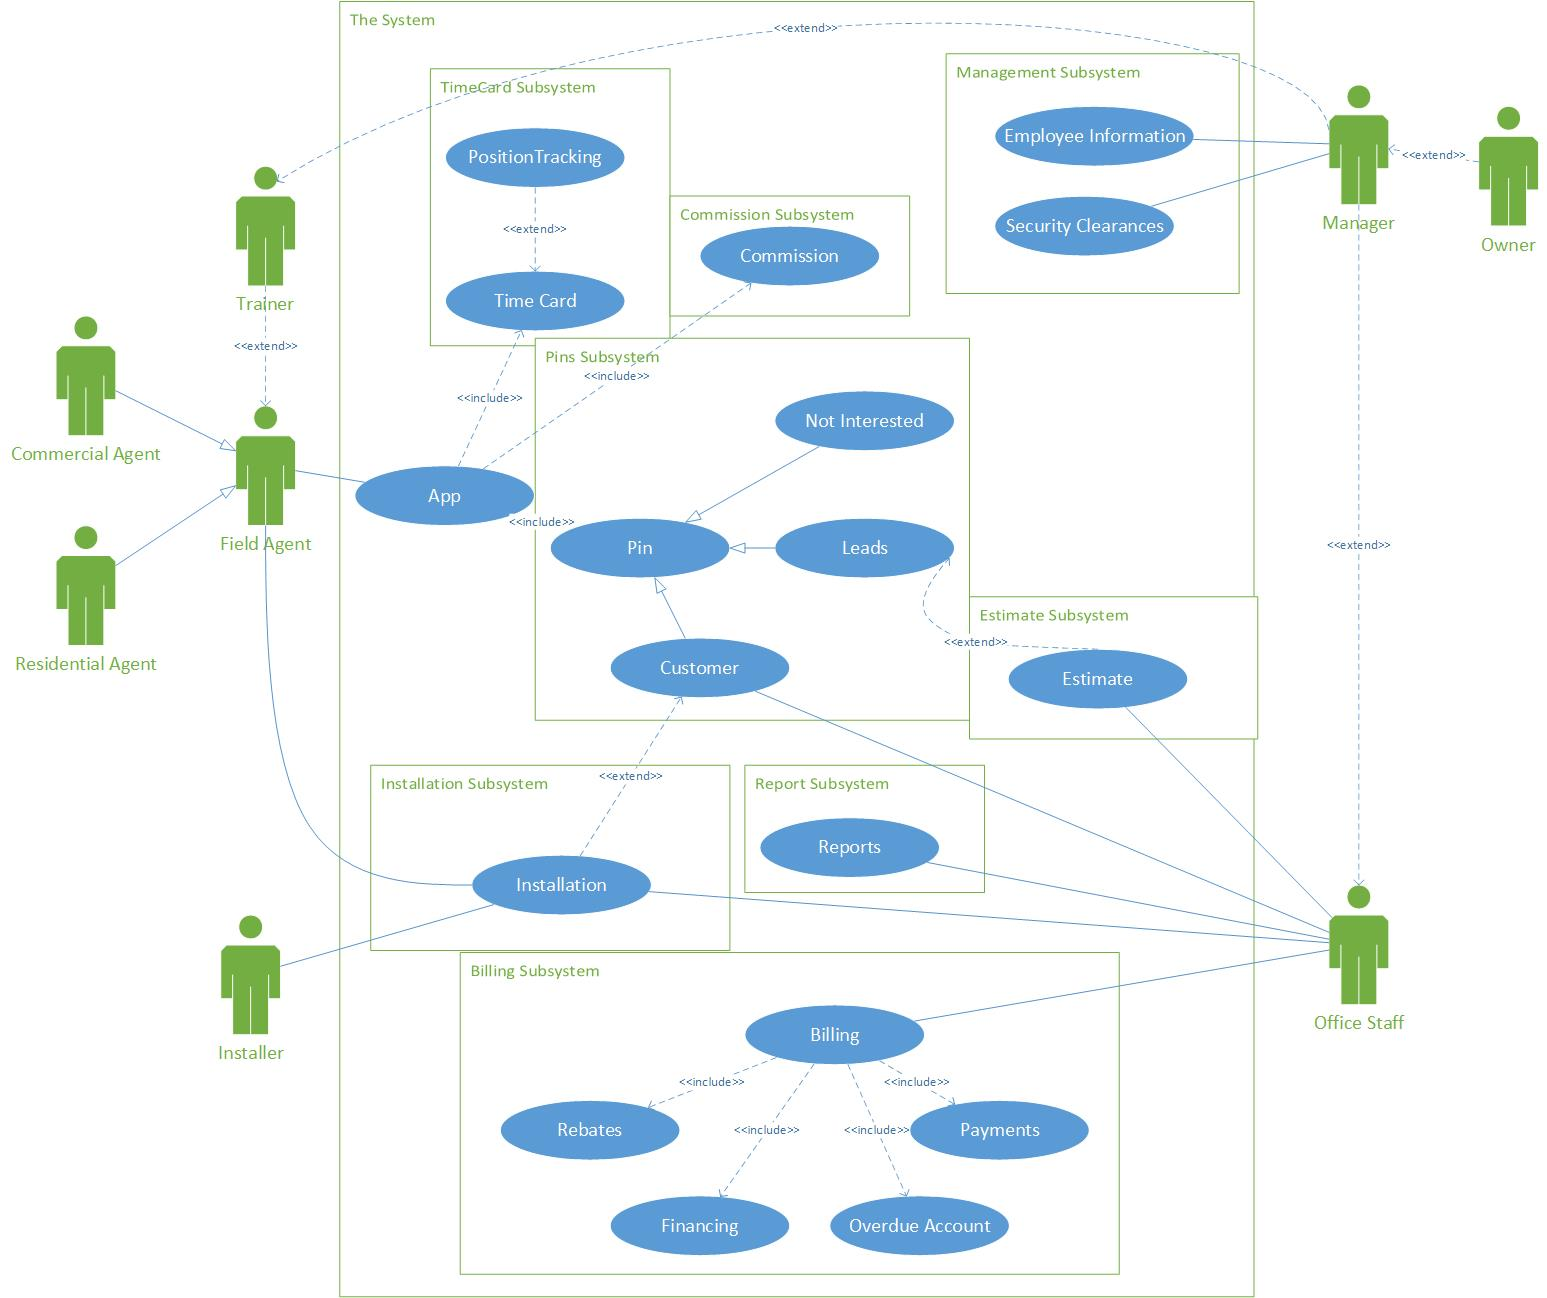 The System
<<extend>>
Management Subsystem
TimeCard Subsystem
Employee Information
PositionTracking
<<extend>>
Commission Subsystem
Security Clearances
Manager
<<extend>>
Owner
Commission
Time Card
Trainer
<<extend>>
Pins Subsystem
<<include>>
<<include>>
Not Interested
Commercial Agent
App
<<include>>
Field Agent
Pin
Leads
<<extend>>
Estimate Subsystem
<<extend>>
Residential Agent
Customer
Estimate
<<extend>>
Installation Subsystem
Report Subsystem
Reports
Installation
Billing Subsystem
Office Staff
Installer
Billing
<<include>>
<<include>>
Rebates
<<include>>
<<include>>
Payments
Financing
Overdue Account